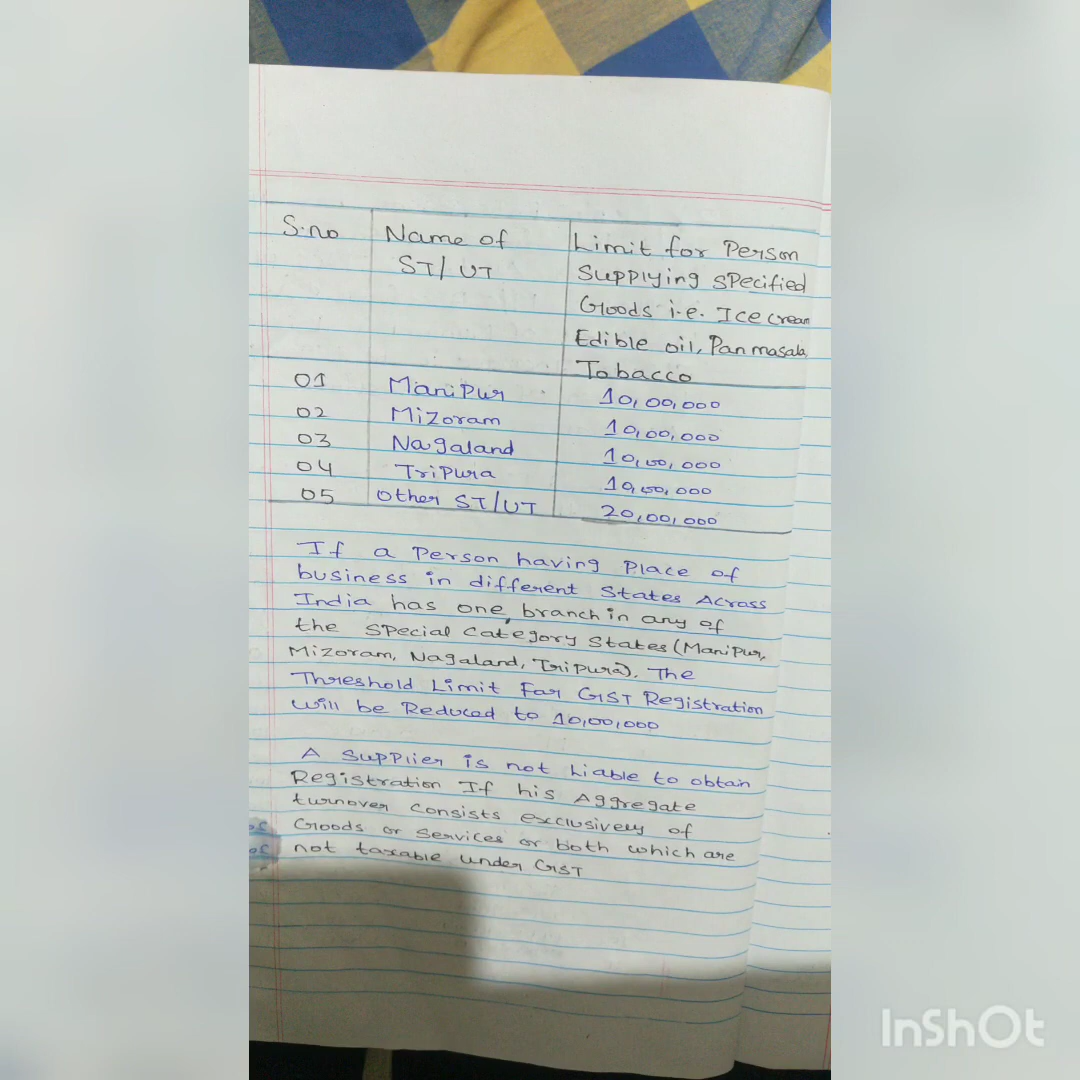 S.no
Name of
ST/UT
Limit for Person
Supplying Specified
Goods i.e. Ice cream
Edible oil, Pan masala
Tobacco
01 Manipur 10,00,000
02 Mizoram 10,00,000
03 Nagaland 10,00,000
04 Tripura 10,00,000
05 Other ST/UT 20,00,000
If a Person having Place of
business in different States Across
India has one branch in any of
the Special Category States (Manipur,
Mizoram, Nagaland, Tripura), The
Threshold Limit For GST Registration
will be Reduced to 10,00,000
A Supplier is not Liable to obtain
Registration If his Aggregate
turnover consists exclusively of
Goods or Services or both which are
not taxable under GST
InShOt